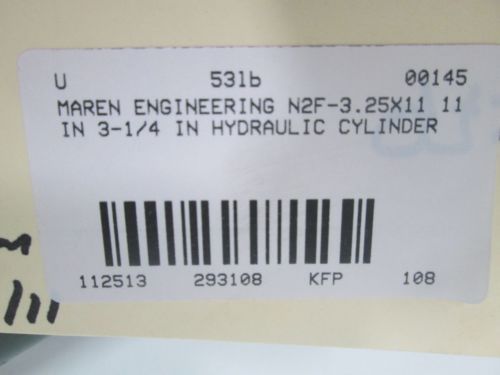 U 531b 00145
MAREN ENGINEERING N2F-3.25X11 11
IN 3-1/4 IN HYDRAULIC CYLINDER
112513 293108 KFP 108